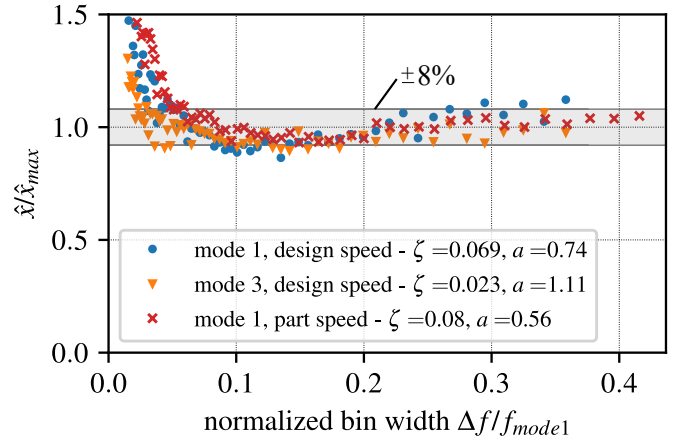 1.5
±8%
1.0
x̂/x̂max
0.5
mode 1, design speed - ζ =0.069, a=0.74
mode 3, design speed - ζ =0.023, a=1.11
mode 1, part speed - ζ =0.08, a=0.56
0.0
0.0 0.1 0.2 0.3 0.4
normalized bin width Δf/fmode1